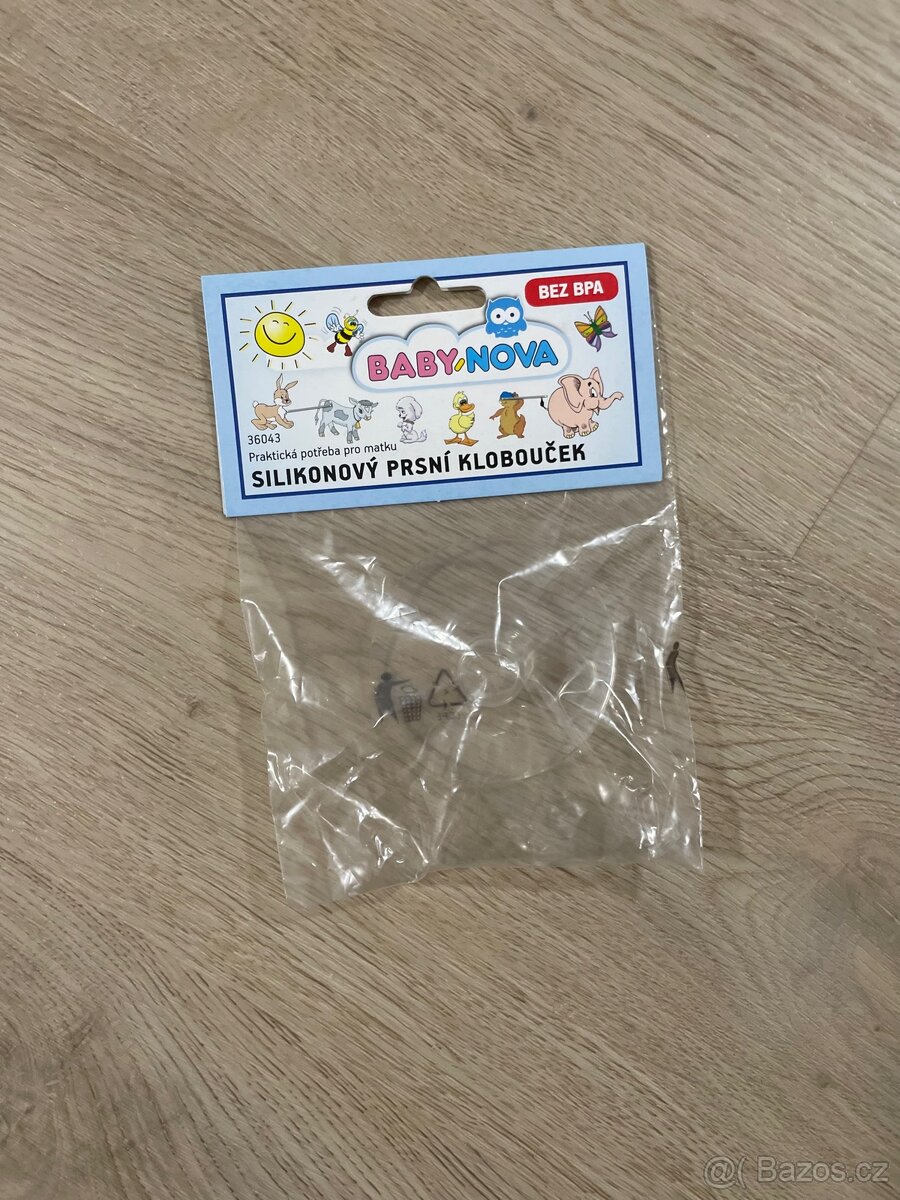 BEZ BPA
BABY-NOVA
36043
Praktická potřeba pro matku
SILIKONOVÝ PRSNÍ KLOBOUČEK
@( Bazos.cz